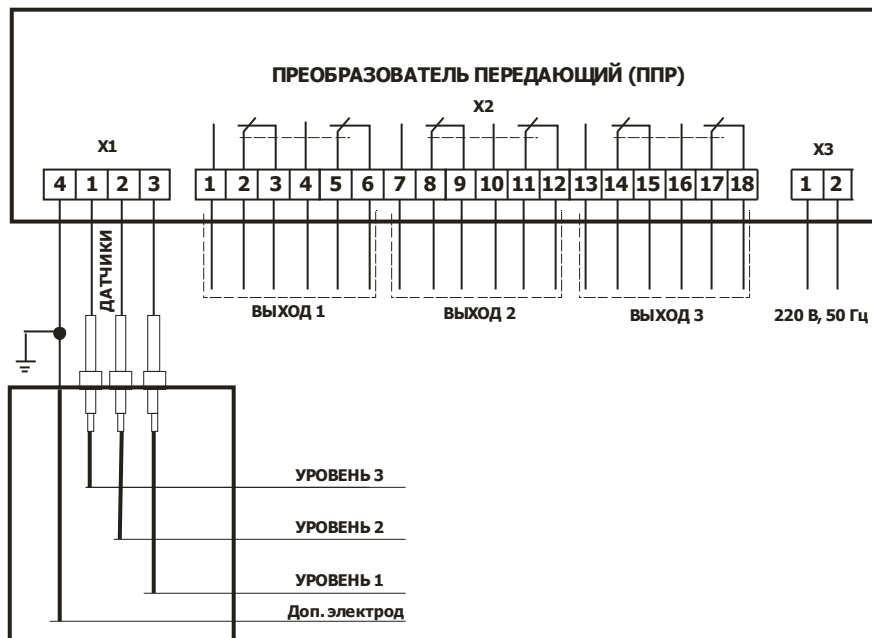 ПРЕОБРАЗОВАТЕЛЬ ПЕРЕДАЮЩИЙ (ППР)
X1
X2
X3
4 1 2 3
1 2 3 4 5 6 7 8 9 10 11 12 13 14 15 16 17 18
1 2
ДАТЧИКИ
ВЫХОД 1
ВЫХОД 2
ВЫХОД 3
220 В, 50 Гц
УРОВЕНЬ 3
УРОВЕНЬ 2
УРОВЕНЬ 1
Доп. электрод